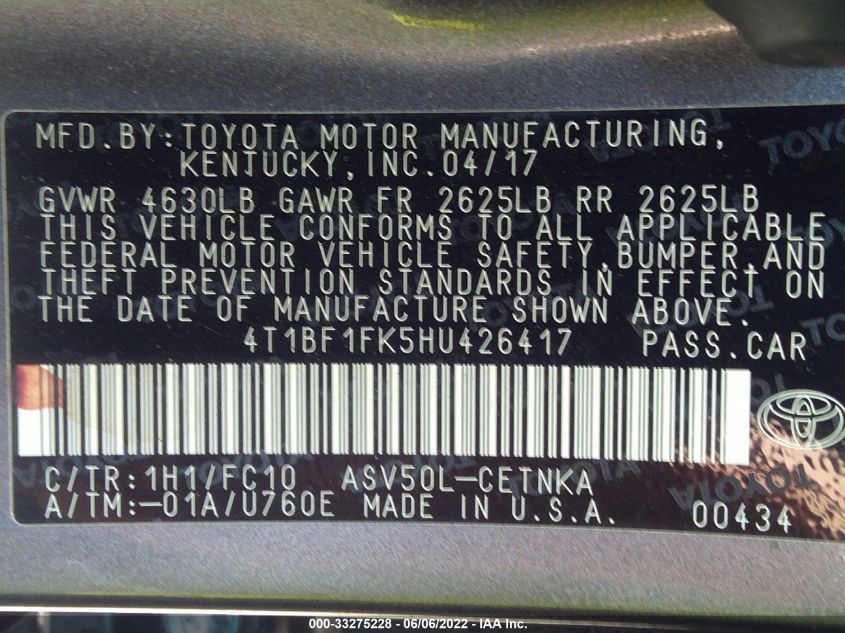 MFD.BY:TOYOTA MOTOR MANUFACTURING,
KENTUCKY,INC.04/17
GVWR 4630LB GAWR FR 2625LB RR 2625LB
THIS VEHICLE CONFORMS TO ALL APPLICABLE
FEDERAL MOTOR VEHICLE SAFETY,BUMPER,AND
THEFT PREVENTION STANDARDS IN EFFECT ON
THE DATE OF MANUFACTURE SHOWN ABOVE.
4T1BF1FK5HU426417 PASS.CAR
C/TR:1H1/FC10 ASV50L-CETNKA
A/TM:-01A/U760E MADE IN U.S.A. 00434
000-33275228 - 06/06/2022 - IAA Inc.